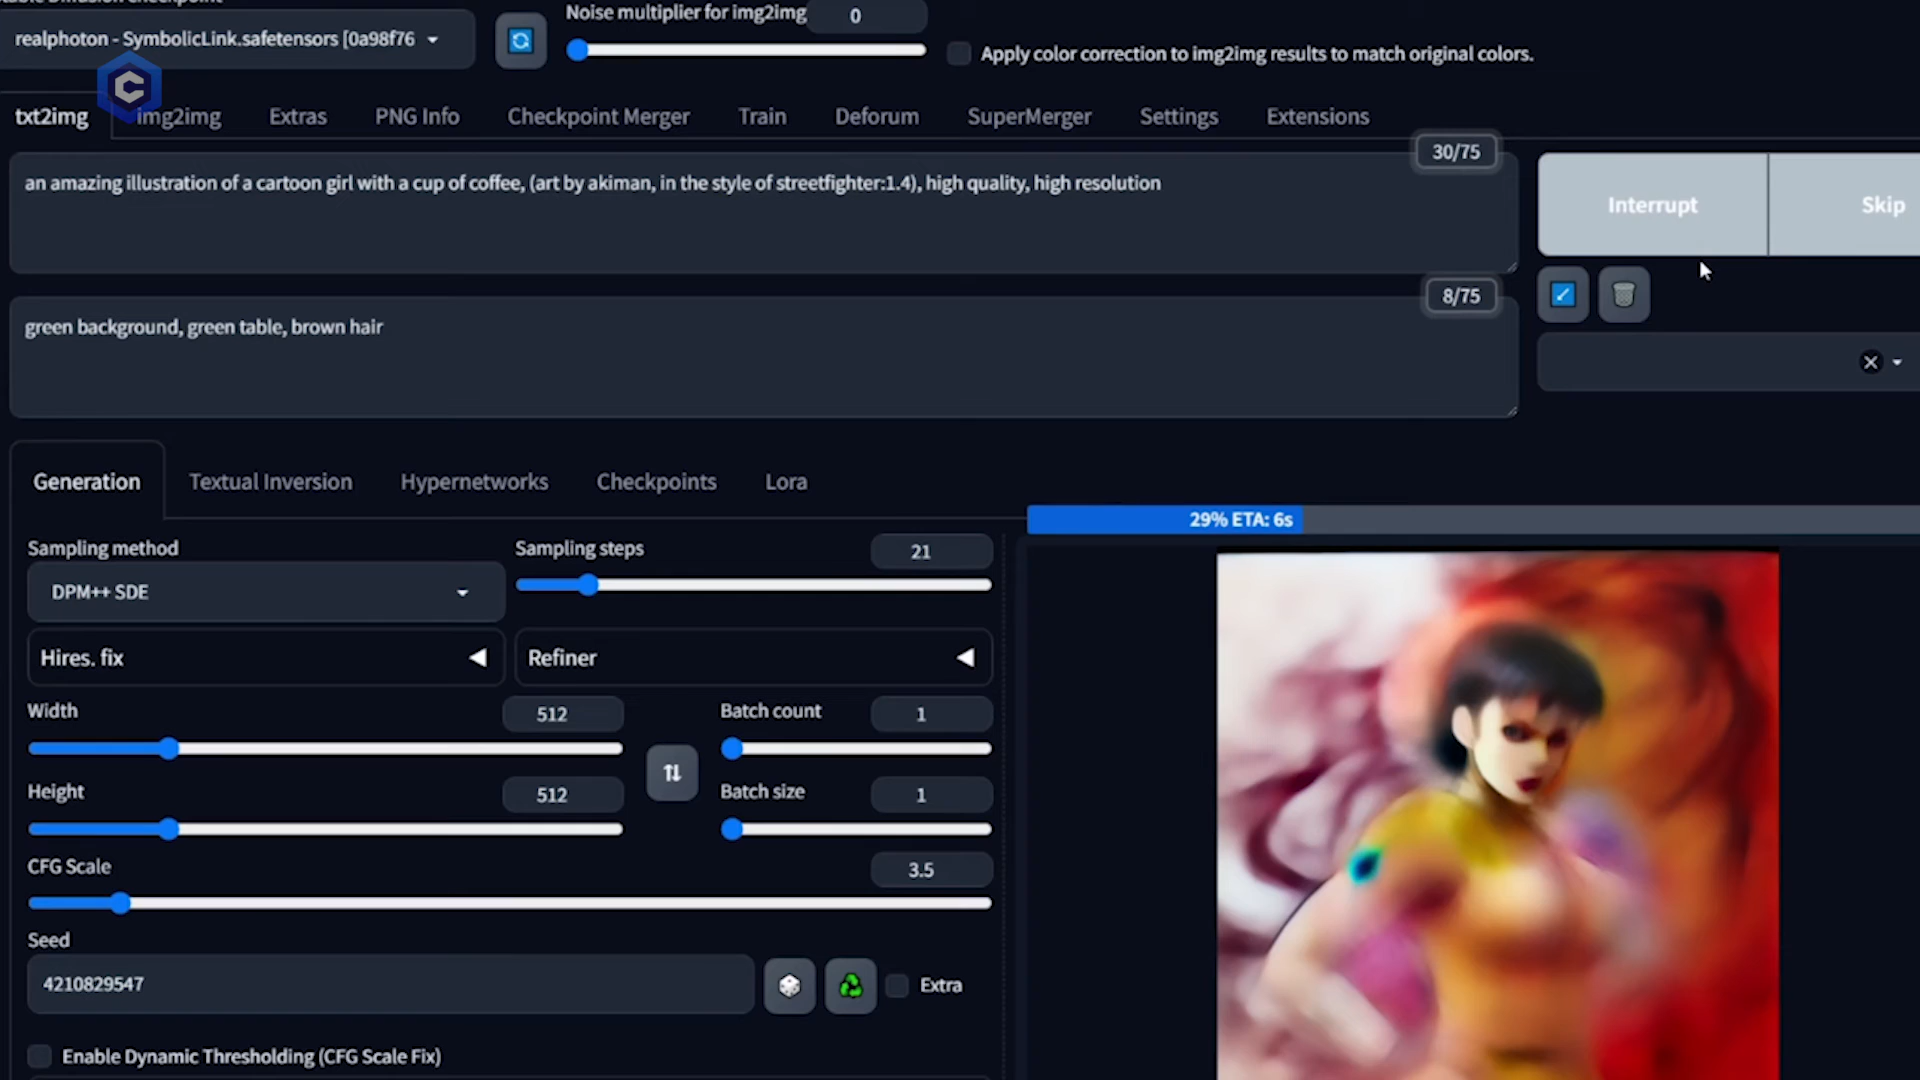 Noise multiplier for img2img
0
realphoton - SymbolicLink.safetensors [0a98f76
Apply color correction to img2img results to match original colors.
C
txt2img
img2img
Extras
PNG Info
Checkpoint Merger
Train
Deforum
SuperMerger
Settings
Extensions
30/75
an amazing illustration of a cartoon girl with a cup of coffee, (art by akiman, in the style of streetfighter:1.4), high quality, high resolution
Interrupt
Skip
8/75
green background, green table, brown hair
Generation
Textual Inversion
Hypernetworks
Checkpoints
Lora
29% ETA: 6s
Sampling method
DPM++ SDE
Sampling steps
21
Hires. fix
Refiner
Width
512
Batch count
1
Height
512
Batch size
1
CFG Scale
3.5
Seed
4210829547
Extra
Enable Dynamic Thresholding (CFG Scale Fix)